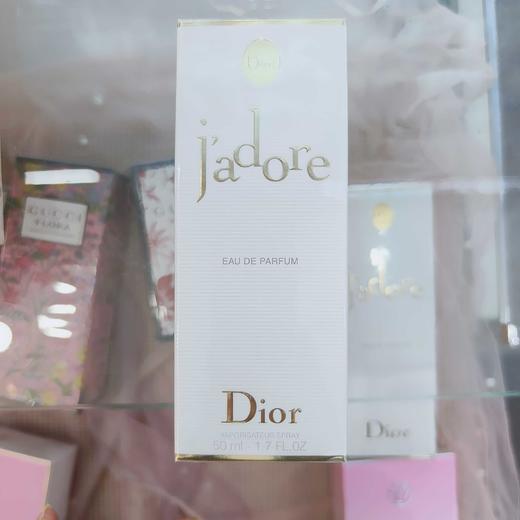 Dior
j'adore
EAU DE PARFUM
Dior
VAPORISATEUR SPRAY
50 ml - 1.7 FL.OZ
GUCCI
FLORA
j'adore
Dior